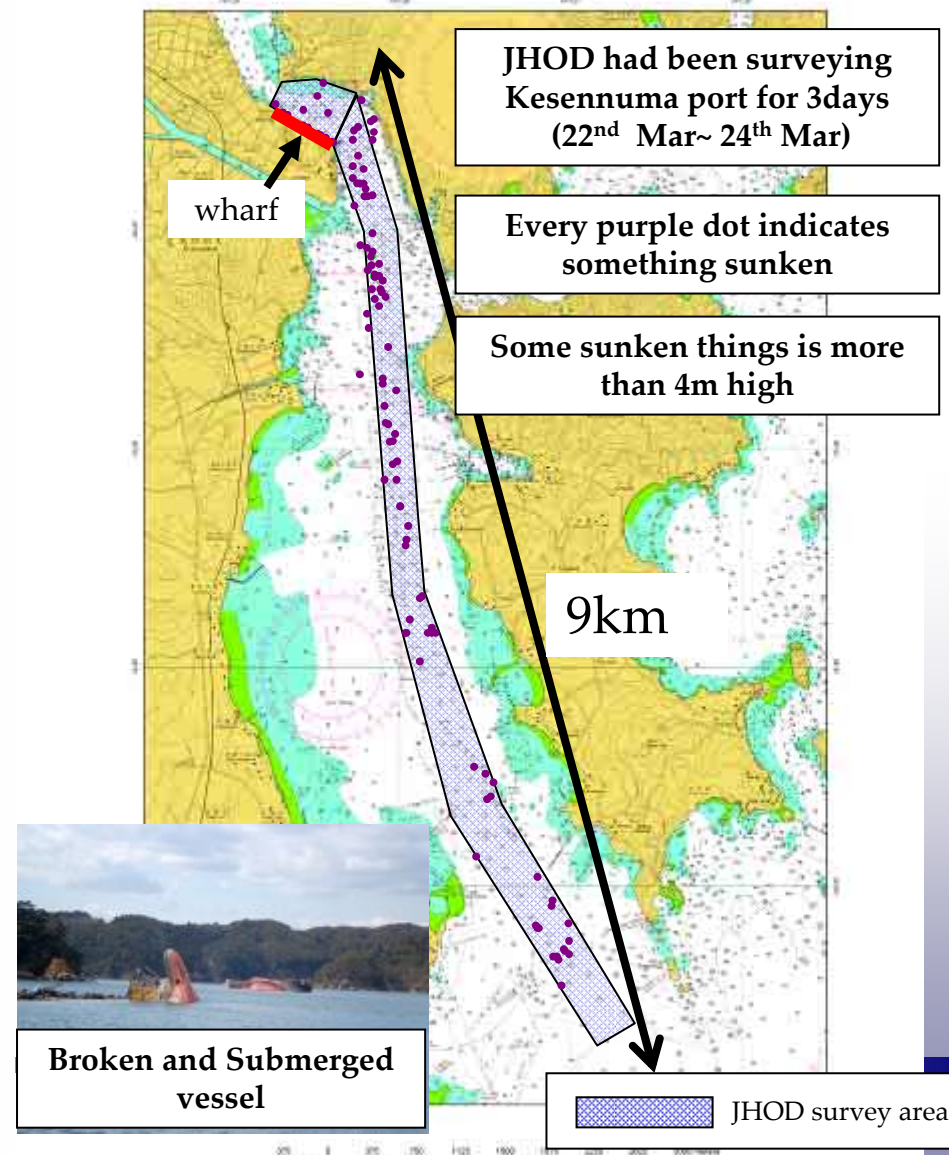 JHOD had been surveying
Kesennuma port for 3days
(22nd Mar~ 24th Mar)
wharf
Every purple dot indicates
something sunken
Some sunken things is more
than 4m high
9km
Broken and Submerged
vessel
JHOD survey area